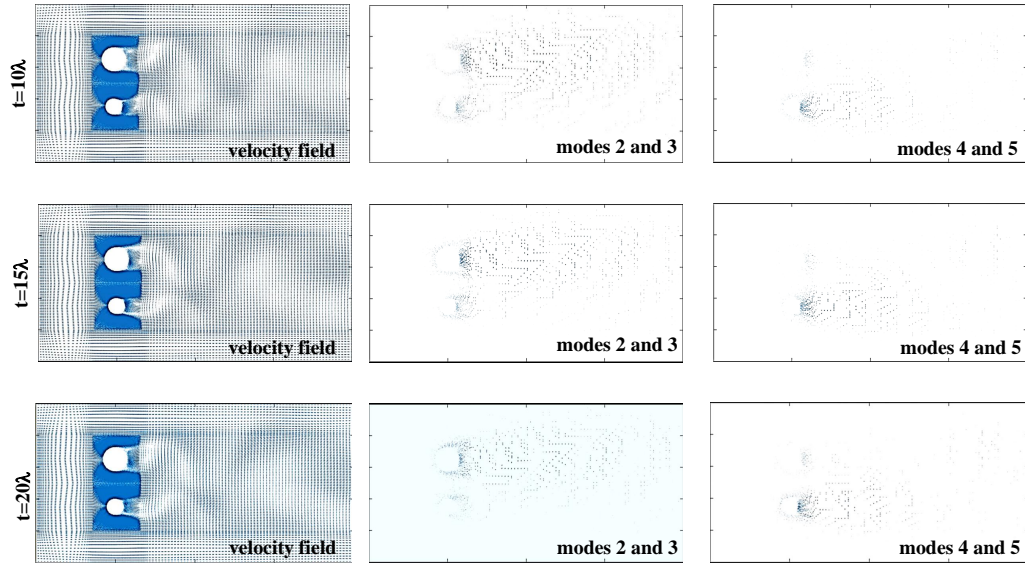 t=10λ
velocity field
modes 2 and 3
modes 4 and 5
t=15λ
velocity field
modes 2 and 3
modes 4 and 5
t=20λ
velocity field
modes 2 and 3
modes 4 and 5